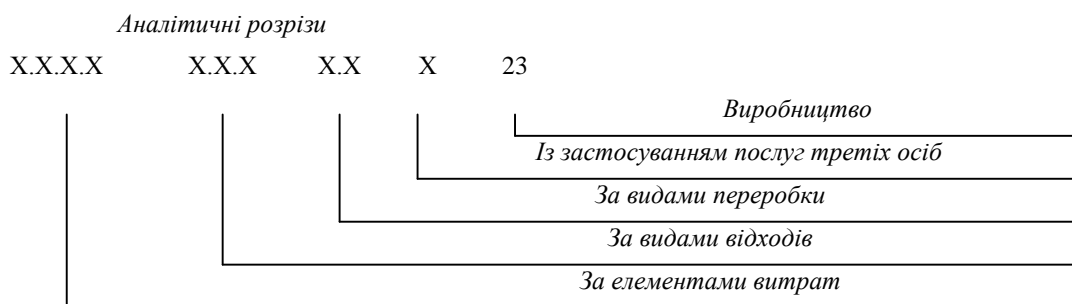 Аналітичні розрізи
Х.Х.Х.Х Х.Х.Х Х.Х Х 23
Виробництво
Із застосуванням послуг третіх осіб
За видами переробки
За видами відходів
За елементами витрат